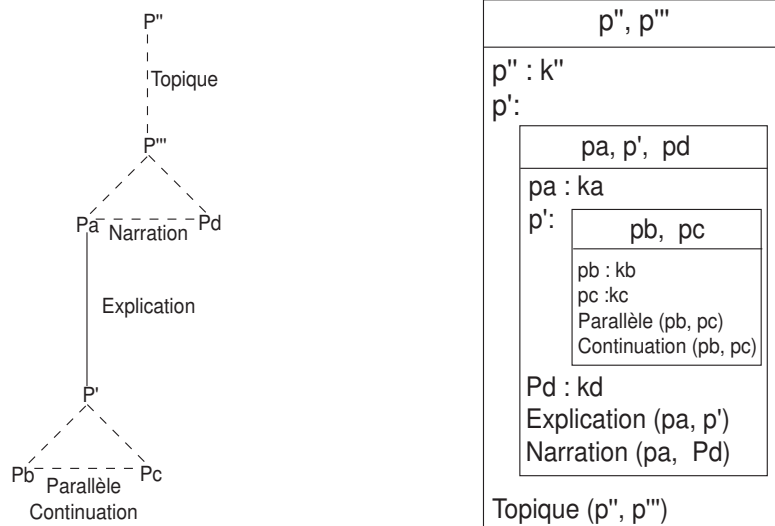 P''
Topique
P'''
Pa Narration Pd
Explication
P'
Pb Parallèle Pc
Continuation
p'', p'''
p'' : k''
p':
pa, p', pd
pa : ka
p':
pb, pc
pb : kb
pc :kc
Parallèle (pb, pc)
Continuation (pb, pc)
Pd : kd
Explication (pa, p')
Narration (pa, Pd)
Topique (p'', p''')